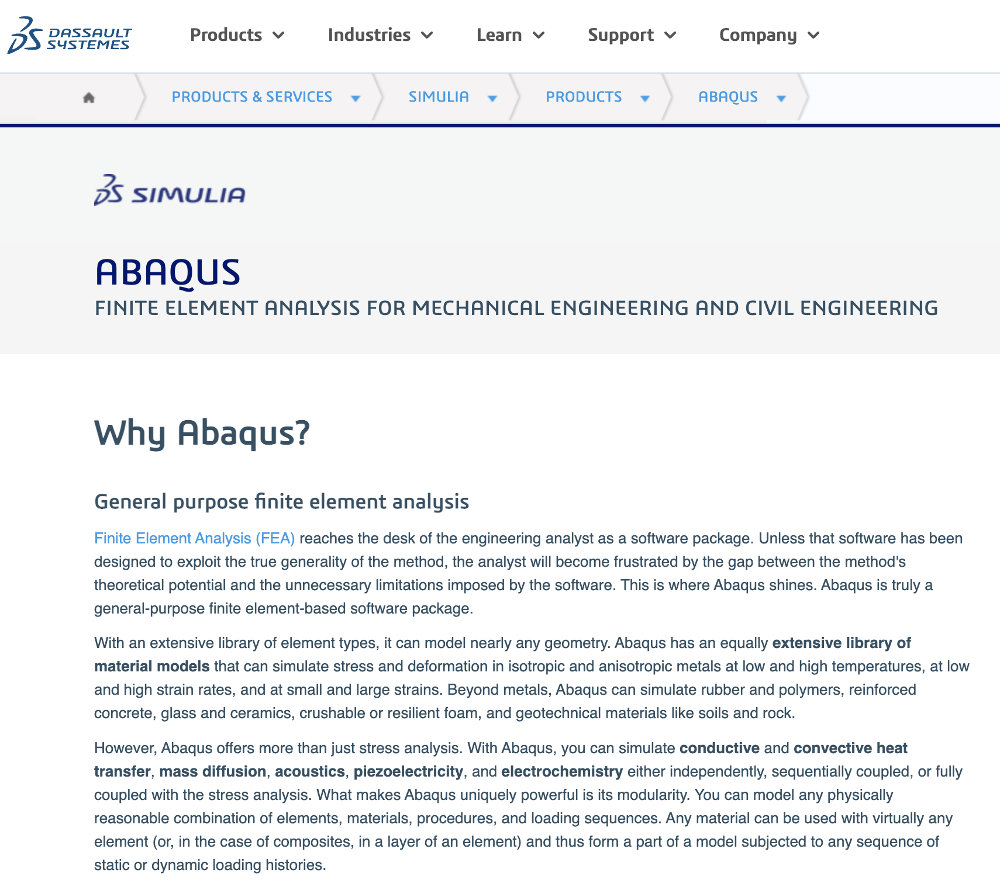 DASSAULT
SYSTEMES
Products
Industries
Learn
Support
Company
PRODUCTS & SERVICES
SIMULIA
PRODUCTS
ABAQUS
SIMULIA
ABAQUS
FINITE ELEMENT ANALYSIS FOR MECHANICAL ENGINEERING AND CIVIL ENGINEERING
Why Abaqus?
General purpose finite element analysis
Finite Element Analysis (FEA) reaches the desk of the engineering analyst as a software package. Unless that software has been
designed to exploit the true generality of the method, the analyst will become frustrated by the gap between the method's
theoretical potential and the unnecessary limitations imposed by the software. This is where Abaqus shines. Abaqus is truly a
general-purpose finite element-based software package.
With an extensive library of element types, it can model nearly any geometry. Abaqus has an equally extensive library of
material models that can simulate stress and deformation in isotropic and anisotropic metals at low and high temperatures, at low
and high strain rates, and at small and large strains. Beyond metals, Abaqus can simulate rubber and polymers, reinforced
concrete, glass and ceramics, crushable or resilient foam, and geotechnical materials like soils and rock.
However, Abaqus offers more than just stress analysis. With Abaqus, you can simulate conductive and convective heat
transfer, mass diffusion, acoustics, piezoelectricity, and electrochemistry either independently, sequentially coupled, or fully
coupled with the stress analysis. What makes Abaqus uniquely powerful is its modularity. You can model any physically
reasonable combination of elements, materials, procedures, and loading sequences. Any material can be used with virtually any
element (or, in the case of composites, in a layer of an element) and thus form a part of a model subjected to any sequence of
static or dynamic loading histories.